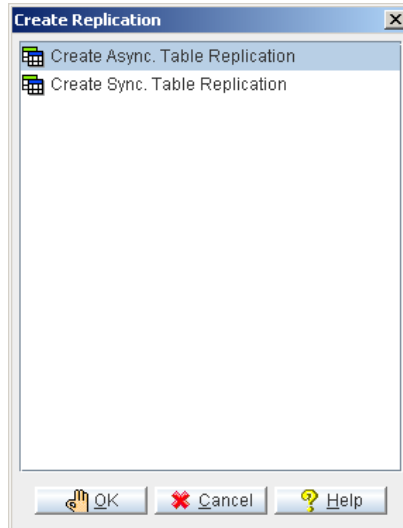 Create Replication
Create Async. Table Replication
Create Sync. Table Replication
OK Cancel Help